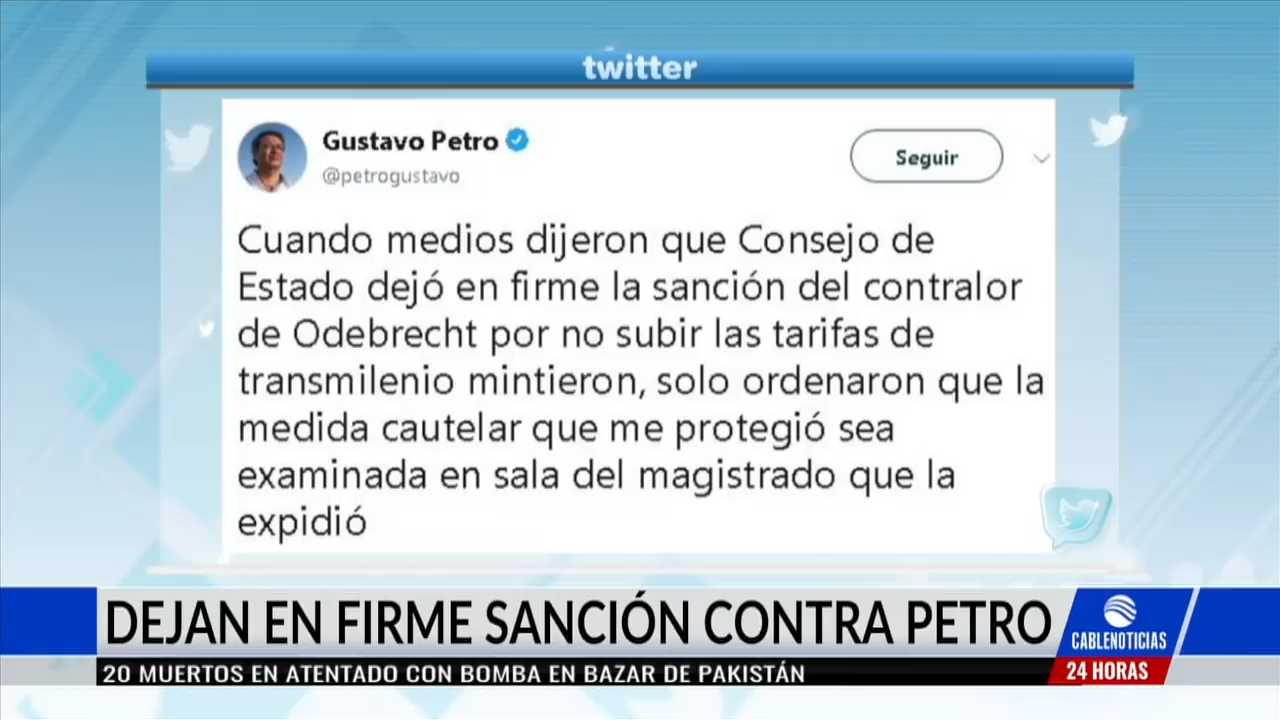 twitter
Gustavo Petro
@petrogustavo
Seguir
Cuando medios dijeron que Consejo de
Estado dejó en firme la sanción del contralor
de Odebrecht por no subir las tarifas de
transmilenio mintieron, solo ordenaron que la
medida cautelar que me protegió sea
examinada en sala del magistrado que la
expidió
DEJAN EN FIRME SANCIÓN CONTRA PETRO
CABLENOTICIAS
24 HORAS
20 MUERTOS EN ATENTADO CON BOMBA EN BAZAR DE PAKISTÁN